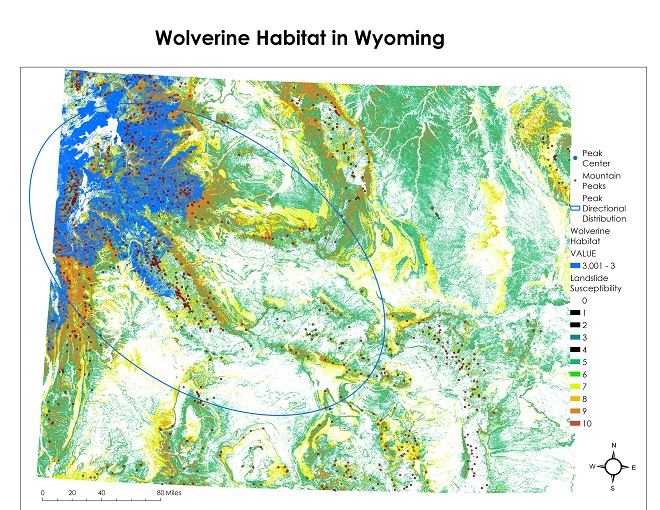 Wolverine Habitat in Wyoming
Peak
Center
Mountain
Peaks
Peak
Directional
Distribution
Wolverine
Habitat
VALUE
3.001 - 3
Landslide
Susceptibility
0
1
2
3
4
5
6
7
8
9
10
N
W E
S
0 20 40 80 Miles